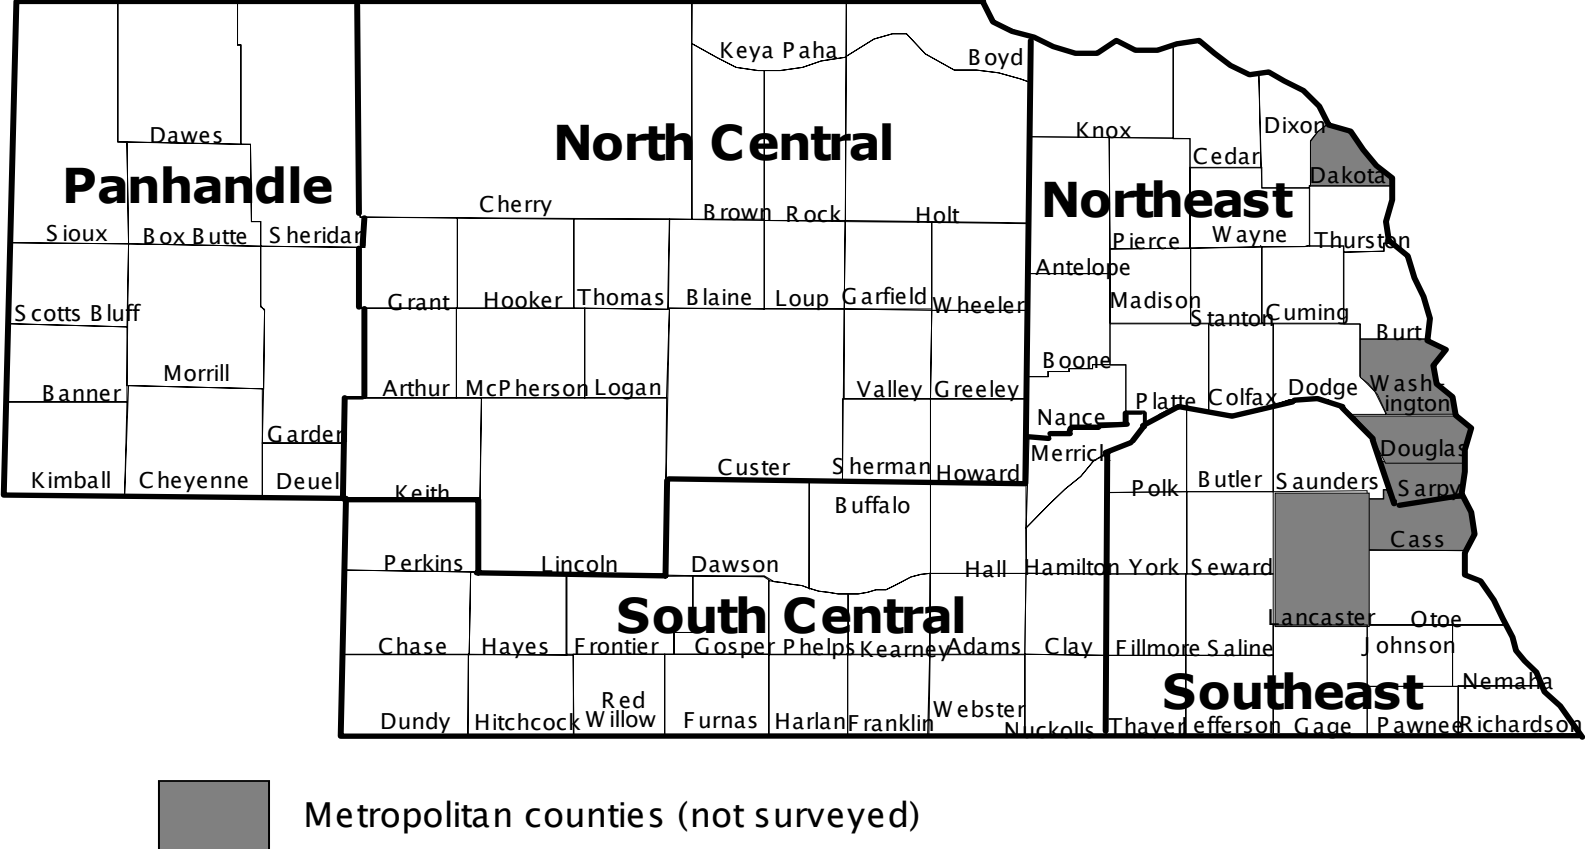 Keya Paha
Boyd
Dawes
Knox
Dixon
North Central
Cedar
Panhandle
Dakota
Northeast
Cherry
Brown
Rock
Holt
Sioux
Box Butte
Sheridan
Pierce
Wayne
Thurston
Antelope
Grant
Hooker
Thomas
Blaine
Loup
Garfield
Wheeler
Madison
Stanton
Cuming
Scotts Bluff
Burt
Boone
Morrill
Banner
Arthur
McPherson
Logan
Valley
Greeley
Platte
Colfax
Dodge
Wash-
ington
Nance
Garden
Merrick
Douglas
Kimball
Cheyenne
Deuel
Keith
Custer
Sherman
Howard
Polk
Butler
Saunders
Sarpy
Buffalo
Cass
Perkins
Lincoln
Dawson
Hall
Hamilton
York
Seward
South Central
Lancaster
Otoe
Chase
Hayes
Frontier
Gosper
Phelps
Kearney
Adams
Clay
Fillmore
Saline
Johnson
Southeast
Nemaha
Dundy
Hitchcock
Red
Willow
Furnas
Harlan
Franklin
Webster
Nuckolls
Thayer
Jefferson
Gage
Pawnee
Richardson
Metropolitan counties (not surveyed)